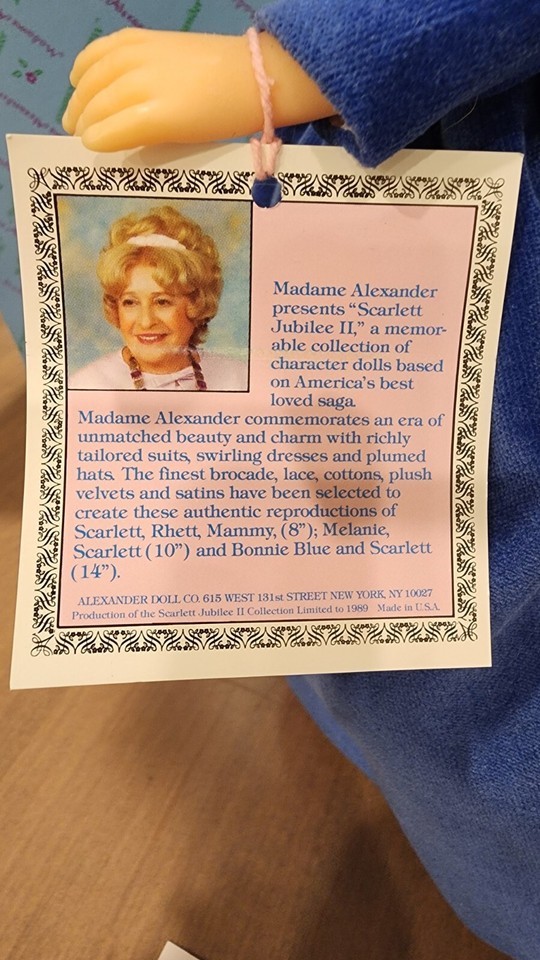 Madame Alexander
presents "Scarlett
Jubilee II," a memor-
able collection of
character dolls based
on America's best
loved saga.
Madame Alexander commemorates an era of
unmatched beauty and charm with richly
tailored suits, swirling dresses and plumed
hats. The finest brocade, lace, cottons, plush
velvets and satins have been selected to
create these authentic reproductions of
Scarlett, Rhett, Mammy, (8"); Melanie,
Scarlett (10") and Bonnie Blue and Scarlett
(14").
ALEXANDER DOLL CO. 615 WEST 131st STREET NEW YORK, NY 10027
Production of the Scarlett Jubilee II Collection Limited to 1989 Made in U.S.A.